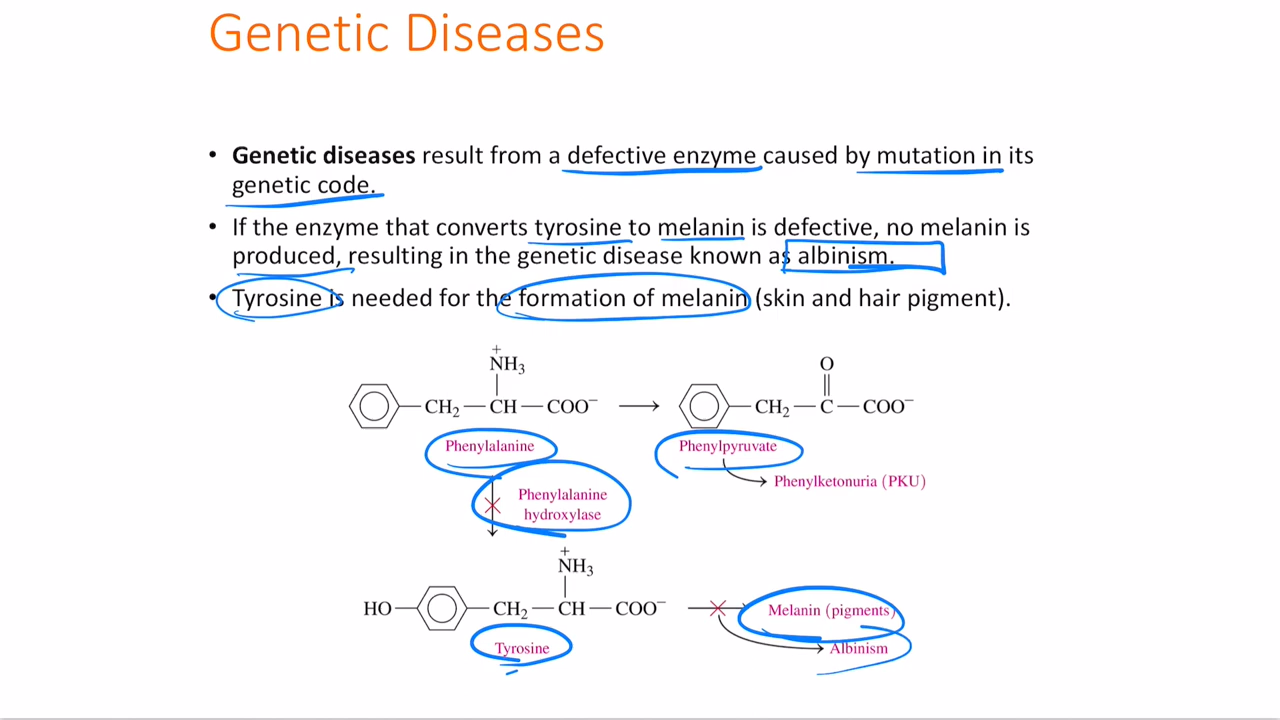 Genetic Diseases
• Genetic diseases result from a defective enzyme caused by mutation in its
genetic code.
• If the enzyme that converts tyrosine to melanin is defective, no melanin is
produced, resulting in the genetic disease known as albinism.
• Tyrosine is needed for the formation of melanin (skin and hair pigment).
+
NH3
O
CH2—CH—COO−
CH2—C—COO−
Phenylalanine
Phenylpyruvate
Phenylketonuria (PKU)
Phenylalanine
hydroxylase
+
NH3
HO
CH2—CH—COO−
Melanin (pigments)
Tyrosine
Albinism